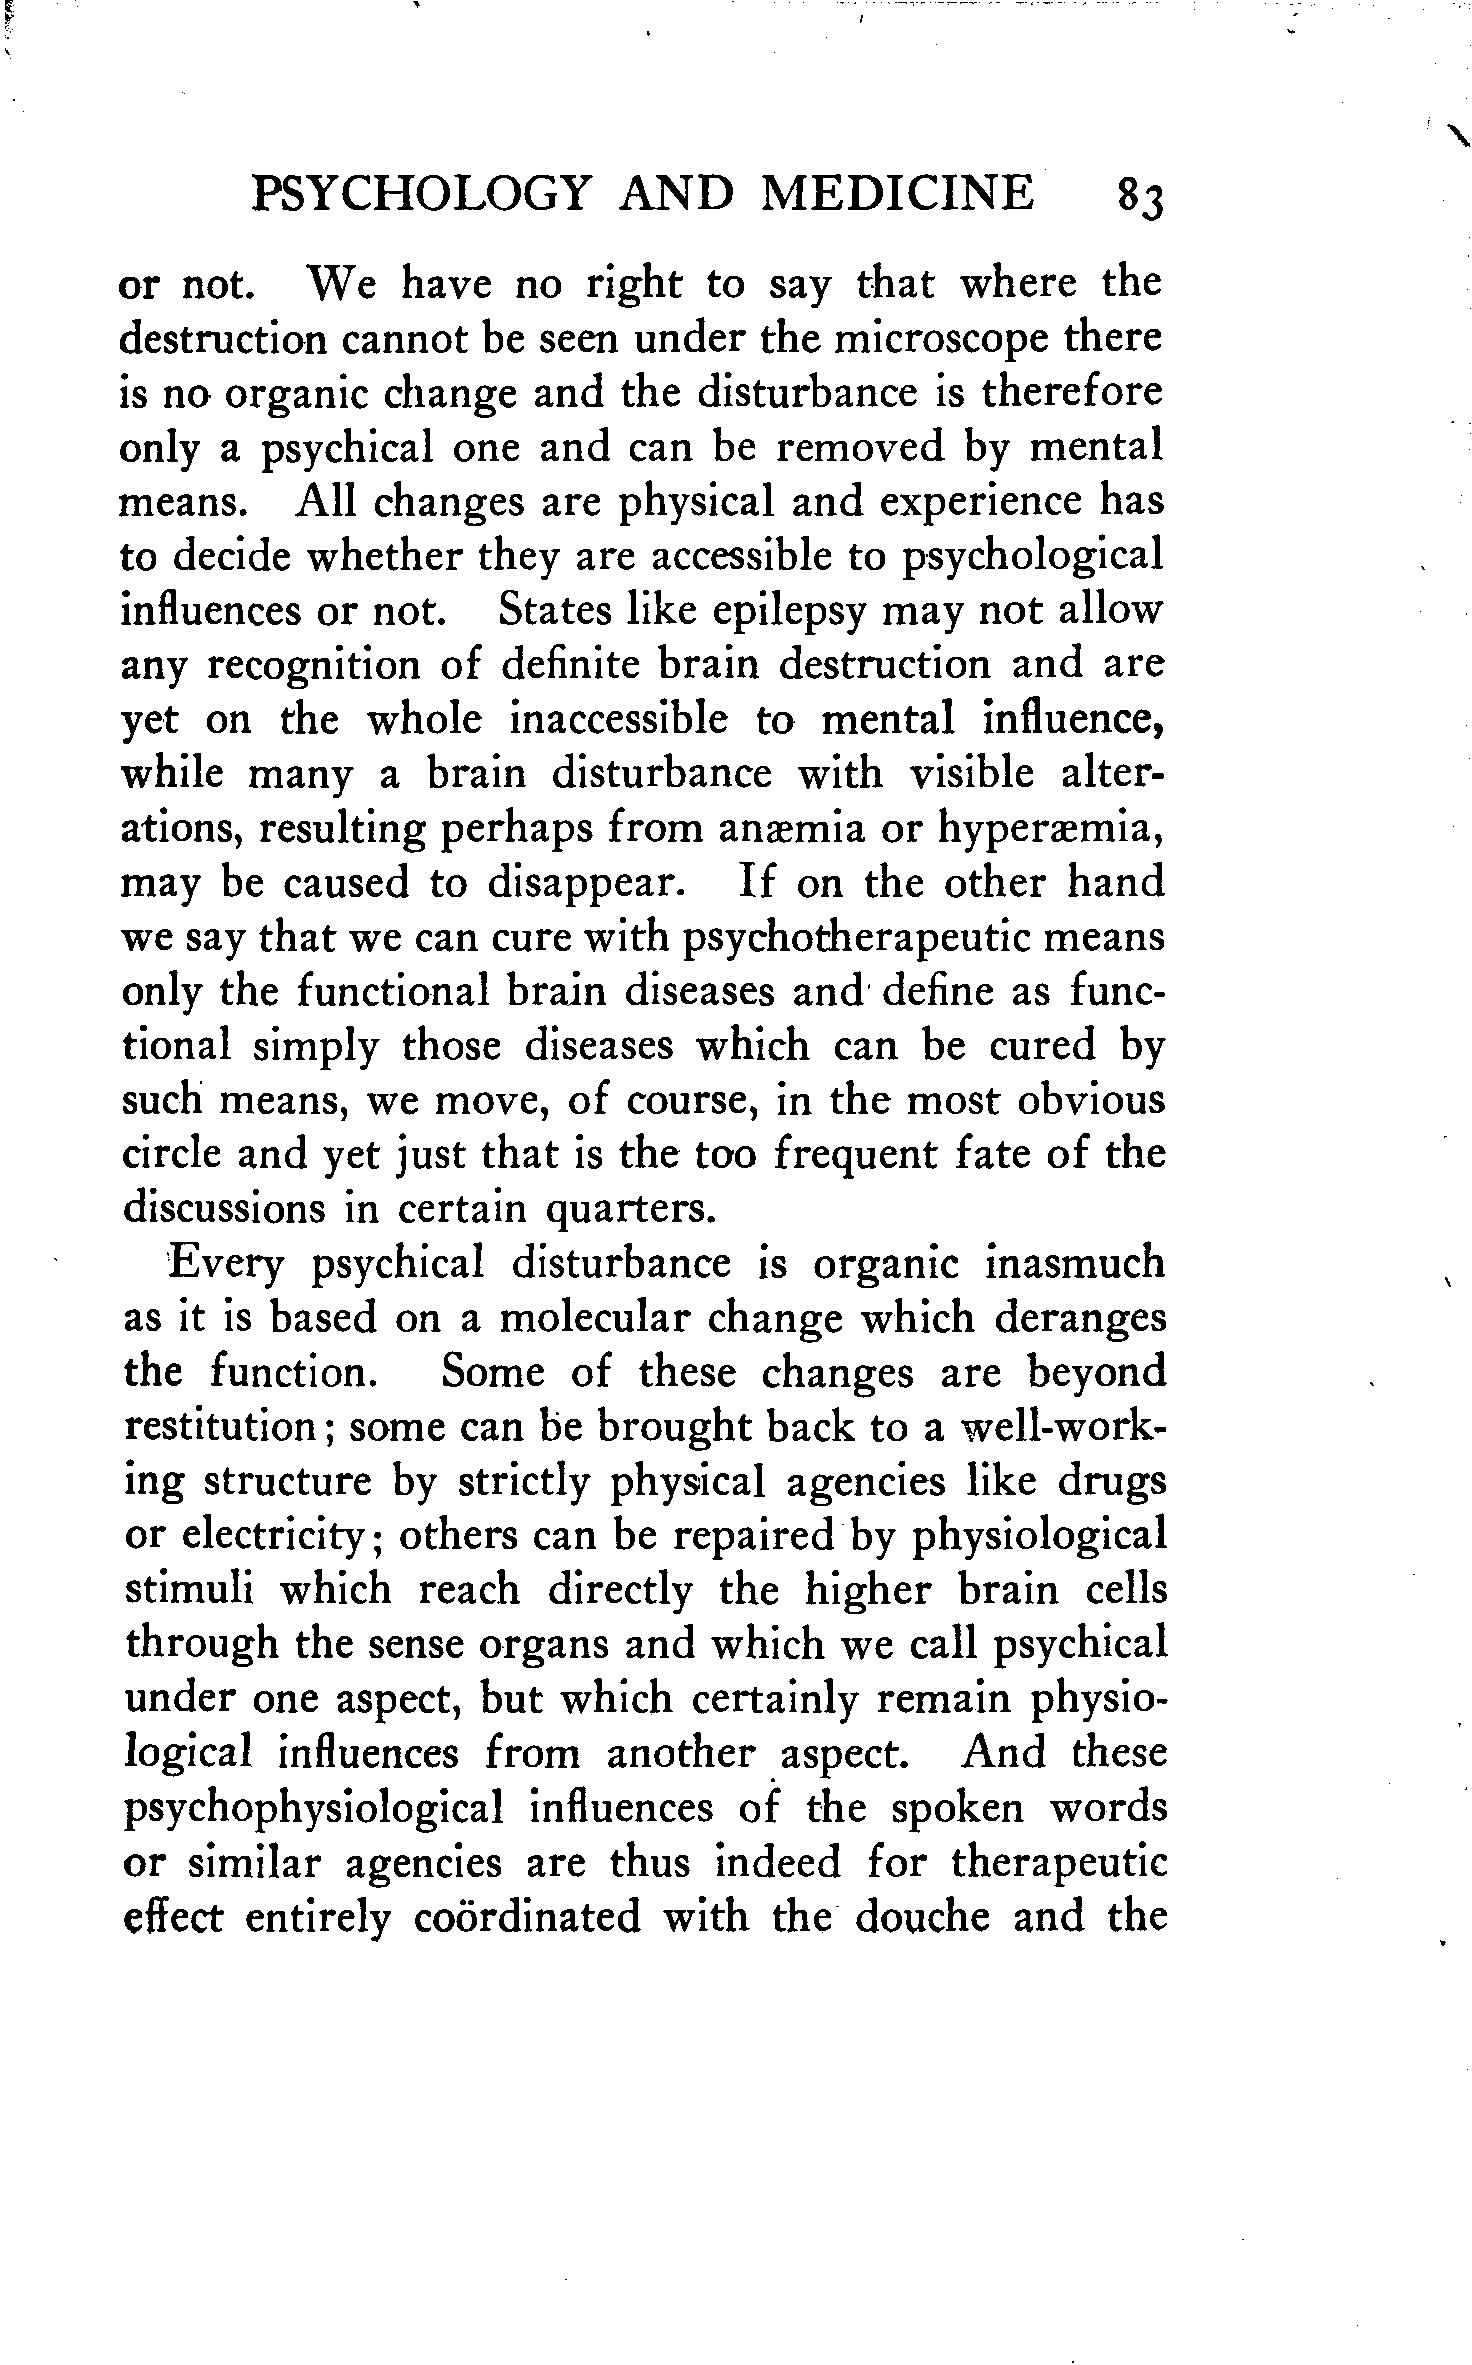 PSYCHOLOGY AND MEDICINE 83
or not. We have no right to say that where the
destruction cannot be seen under the microscope there
is no organic change and the disturbance is therefore
only a psychical one and can be removed by mental
means. All changes are physical and experience has
to decide whether they are accessible to psychological
influences or not. States like epilepsy may not allow
any recognition of definite brain destruction and are
yet on the whole inaccessible to mental influence,
while many a brain disturbance with visible alter-
ations, resulting perhaps from anæmia or hyperæmia,
may be caused to disappear. If on the other hand
we say that we can cure with psychotherapeutic means
only the functional brain diseases and define as func-
tional simply those diseases which can be cured by
such means, we move, of course, in the most obvious
circle and yet just that is the too frequent fate of the
discussions in certain quarters.
Every psychical disturbance is organic inasmuch
as it is based on a molecular change which deranges
the function. Some of these changes are beyond
restitution; some can be brought back to a well-work-
ing structure by strictly physical agencies like drugs
or electricity; others can be repaired by physiological
stimuli which reach directly the higher brain cells
through the sense organs and which we call psychical
under one aspect, but which certainly remain physio-
logical influences from another aspect. And these
psychophysiological influences of the spoken words
or similar agencies are thus indeed for therapeutic
effect entirely coördinated with the douche and the